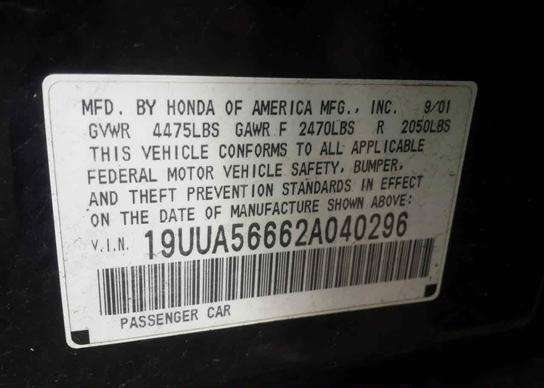 MFD. BY HONDA OF AMERICA MFG., INC. 9/01
GVWR 4475LBS GAWR F 2470LBS R 2050LBS
THIS VEHICLE CONFORMS TO ALL APPLICABLE
FEDERAL MOTOR VEHICLE SAFETY, BUMPER,
AND THEFT PREVENTION STANDARDS IN EFFECT
ON THE DATE OF MANUFACTURE SHOWN ABOVE:
V.I.N. 19UUA56662A040296
PASSENGER CAR